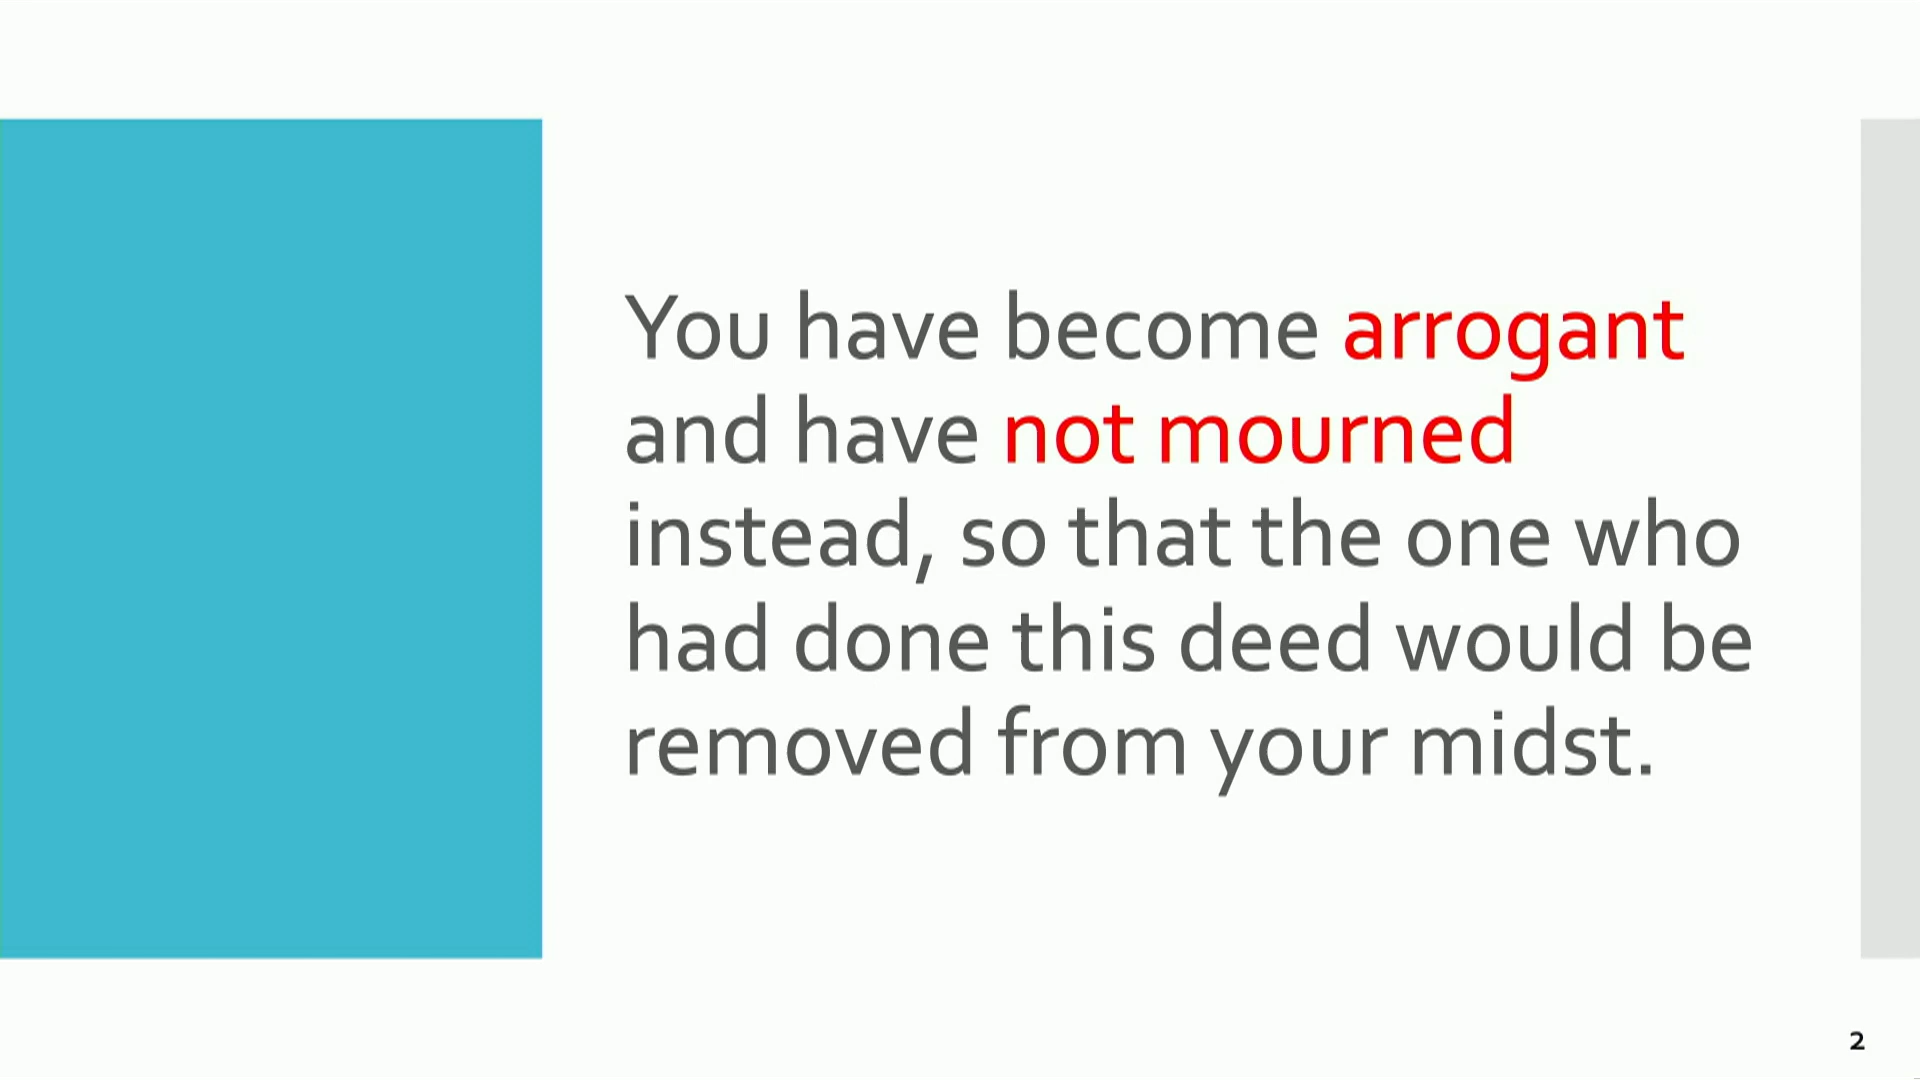 You have become arrogant
and have not mourned
instead, so that the one who
had done this deed would be
removed from your midst.
2